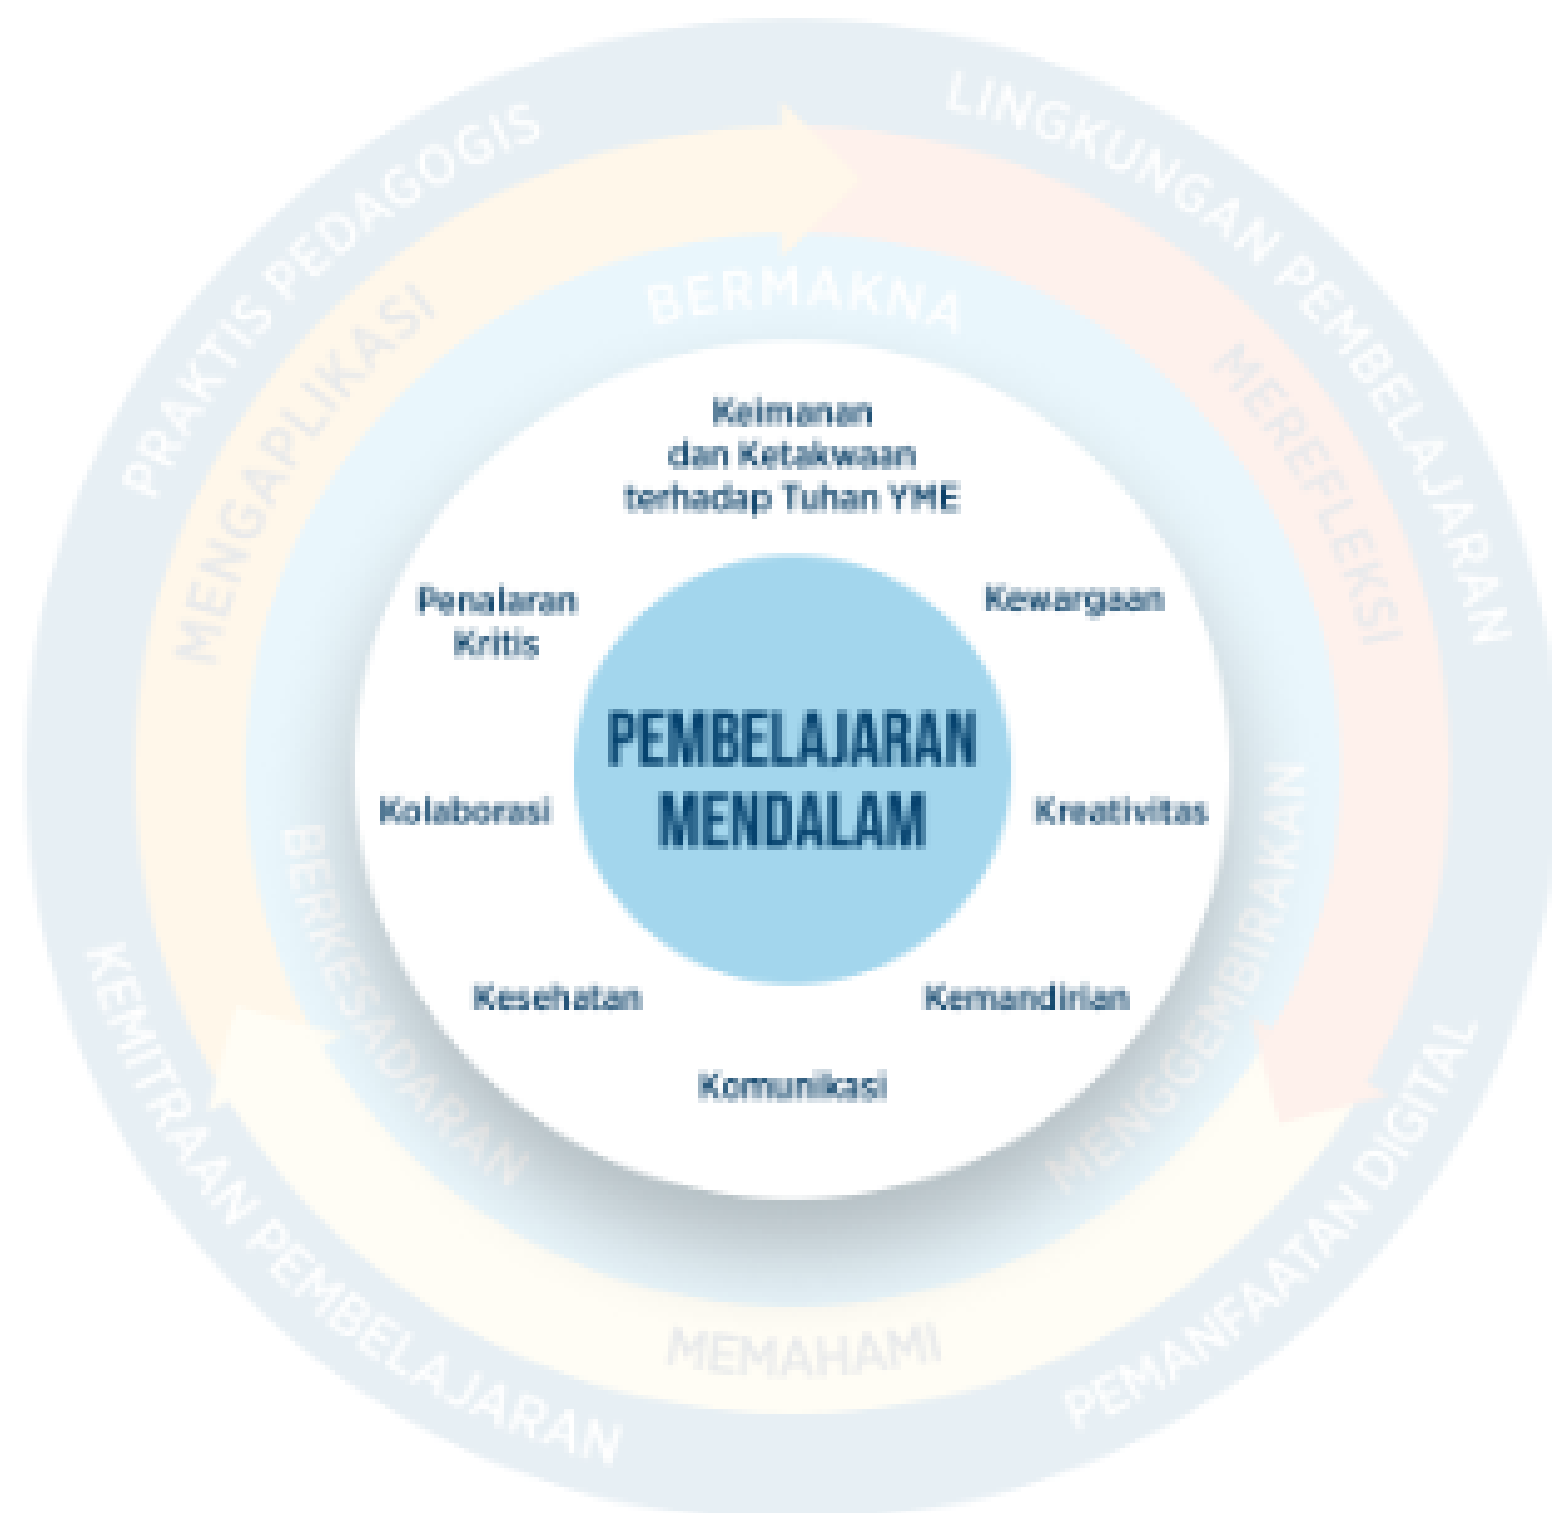 PRAKTIS PEDAGOGIS
LINGKUNGAN PEMBELAJARAN
MENGAPLIKASI
MEREFLEKSI
BERMAKNA
Keimanan
dan Ketakwaan
terhadap Tuhan YME
Penalaran
Kritis
Kewargaan
PEMBELAJARAN
MENDALAM
Kolaborasi
Kreativitas
BERKESADARAN
MENGGEMBIRAKAN
Kesehatan
Kemandirian
Komunikasi
KEMITRAAN PEMBELAJARAN
PEMANFAATAN DIGITAL
MEMAHAMI